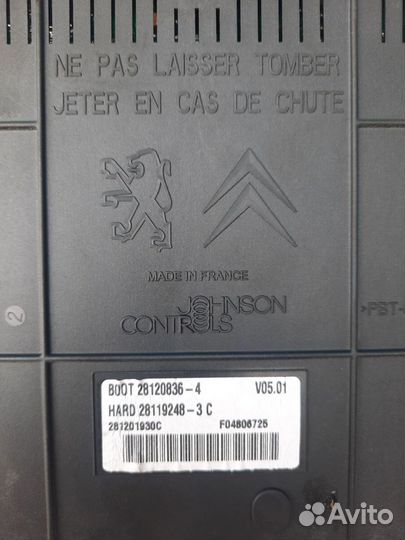 NE PAS LAISSER TOMBER
JETER EN CAS DE CHUTE
MADE IN FRANCE
JOHNSON
CONTROLS
2
>PBT-
BOOT 28120836-4 V05.01
HARD 28119248-3 C
281201930C F04806725
Avito